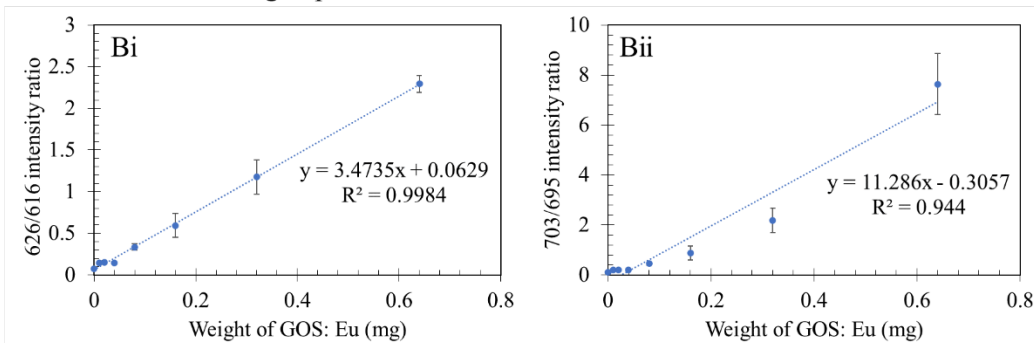 Bi
3
2.5
2
1.5
1
0.5
0
626/616 intensity ratio
y = 3.4735x + 0.0629
R² = 0.9984
0 0.2 0.4 0.6 0.8
Weight of GOS: Eu (mg)
Bii
10
8
6
4
2
0
703/695 intensity ratio
y = 11.286x - 0.3057
R² = 0.944
0 0.2 0.4 0.6 0.8
Weight of GOS: Eu (mg)